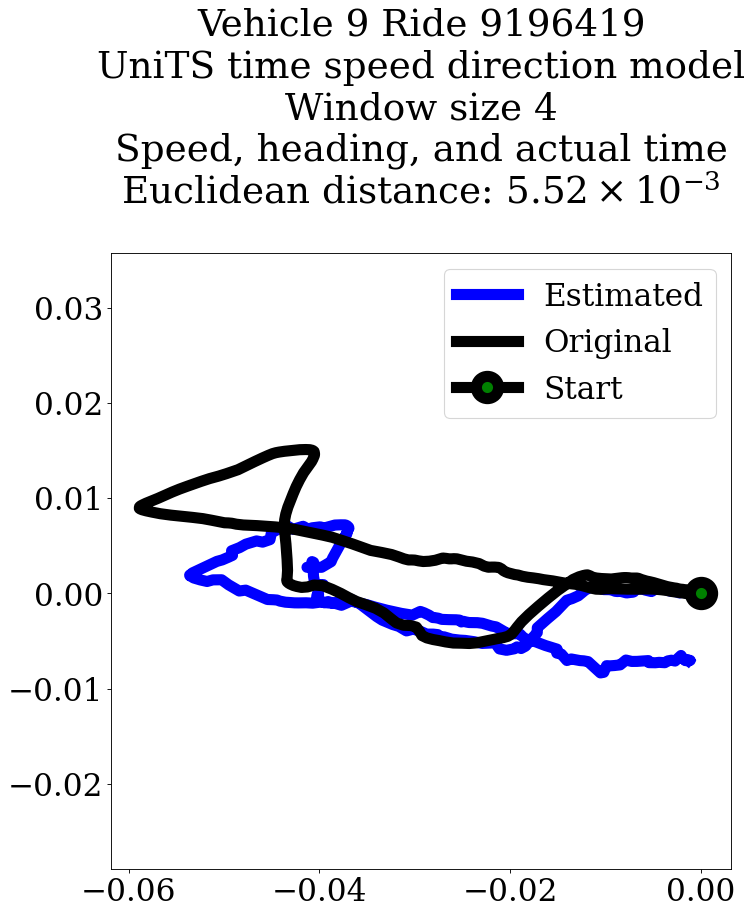 Vehicle 9 Ride 9196419
UniTS time speed direction model
Window size 4
Speed, heading, and actual time
Euclidean distance: 5.52 × 10⁻³
Estimated
Original
Start
0.03
0.02
0.01
0.00
−0.01
−0.02
−0.06 −0.04 −0.02 0.00